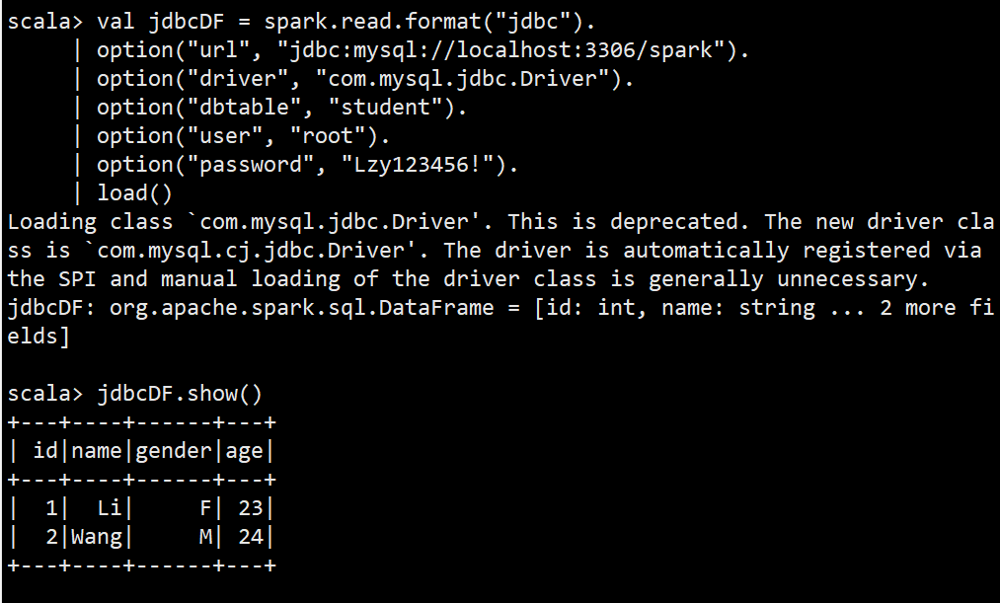 scala> val jdbcDF = spark.read.format("jdbc").
     | option("url", "jdbc:mysql://localhost:3306/spark").
     | option("driver", "com.mysql.jdbc.Driver").
     | option("dbtable", "student").
     | option("user", "root").
     | option("password", "Lzy123456!").
     | load()
Loading class `com.mysql.jdbc.Driver'. This is deprecated. The new driver cla
ss is `com.mysql.cj.jdbc.Driver'. The driver is automatically registered via
the SPI and manual loading of the driver class is generally unnecessary.
jdbcDF: org.apache.spark.sql.DataFrame = [id: int, name: string ... 2 more fi
elds]

scala> jdbcDF.show()
+---+----+------+---+
| id|name|gender|age|
+---+----+------+---+
|  1|  Li|     F| 23|
|  2|Wang|     M| 24|
+---+----+------+---+